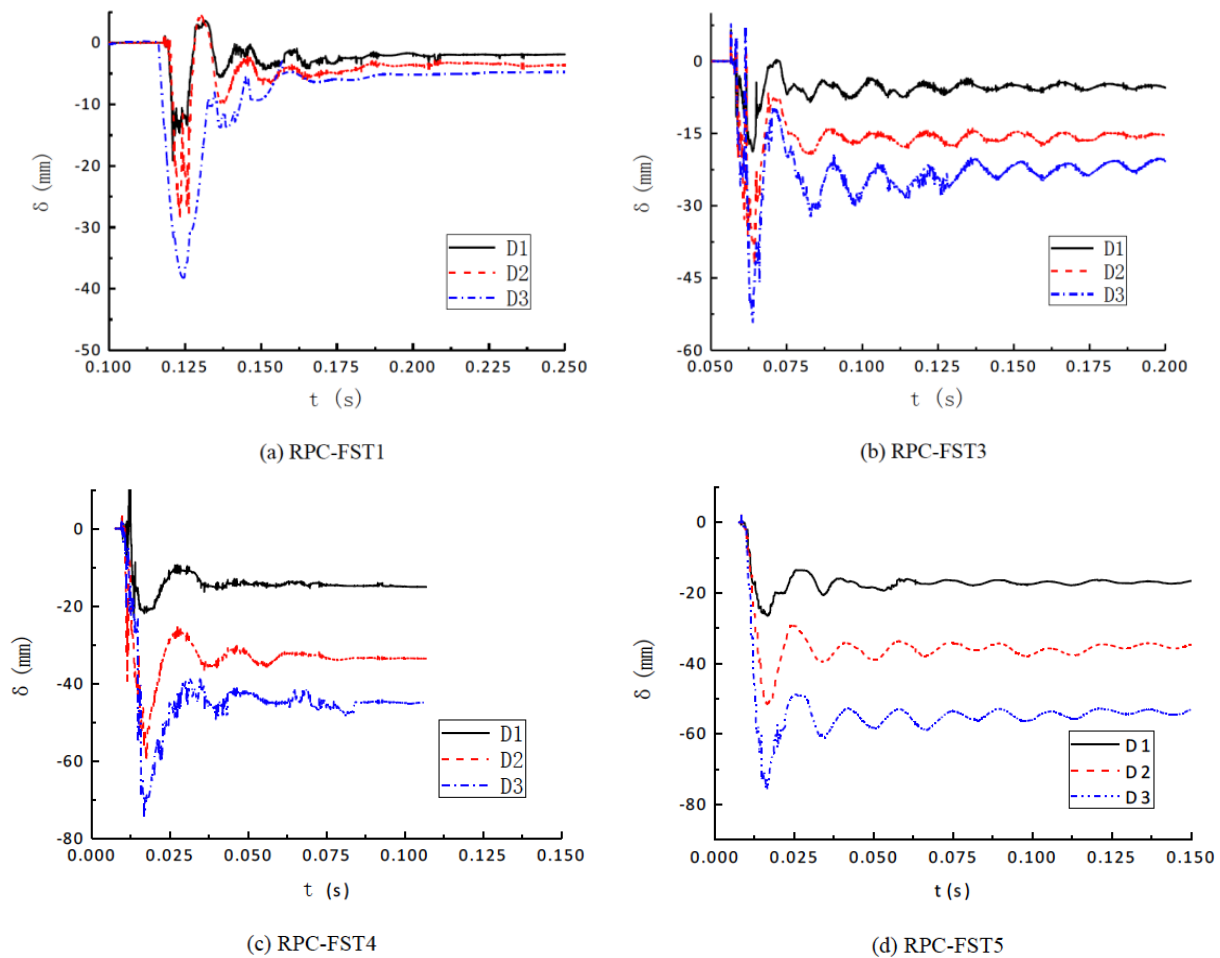 0
-10
-20
-30
-40
-50
δ (mm)
D1
D2
D3
0.100 0.125 0.150 0.175 0.200 0.225 0.250
t (s)
(a) RPC-FST1
0
-15
-30
-45
-60
δ (mm)
D1
D2
D3
0.050 0.075 0.100 0.125 0.150 0.175 0.200
t (s)
(b) RPC-FST3
0
-20
-40
-60
-80
δ (mm)
D1
D2
D3
0.000 0.025 0.050 0.075 0.100 0.125 0.150
t (s)
(c) RPC-FST4
0
-20
-40
-60
-80
δ (mm)
D 1
D 2
D 3
0.000 0.025 0.050 0.075 0.100 0.125 0.150
t (s)
(d) RPC-FST5